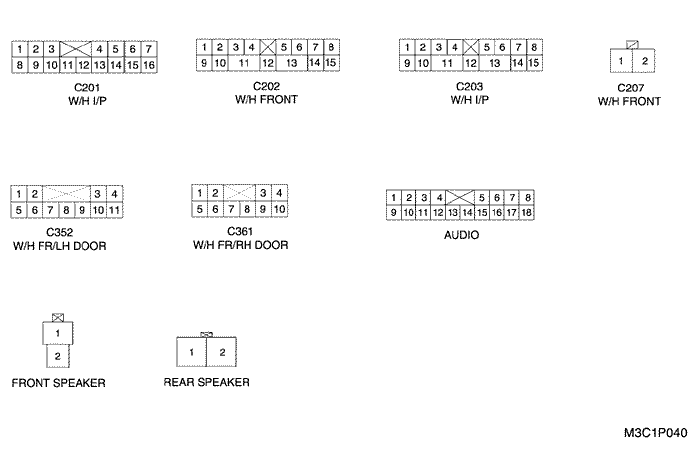 1 2 3 4 5 6 7
8 9 10 11 12 13 14 15 16
C201
W/H I/P
1 2 3 4 5 6 7 8
9 10 11 12 13 14 15
C202
W/H FRONT
1 2 3 4 5 6 7 8
9 10 11 12 13 14 15
C203
W/H I/P
1 2
C207
W/H FRONT
1 2 3 4
5 6 7 8 9 10 11
C352
W/H FR/LH DOOR
1 2 3 4
5 6 7 8 9 10
C361
W/H FR/RH DOOR
1 2 3 4 5 6 7 8
9 10 11 12 13 14 15 16 17 18
AUDIO
1
2
FRONT SPEAKER
1 2
REAR SPEAKER
M3C1P040